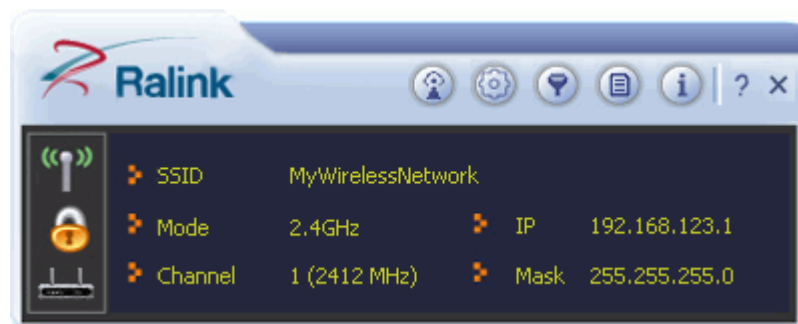 Ralink
? ×
SSID MyWirelessNetwork
Mode 2.4GHz IP 192.168.123.1
Channel 1 (2412 MHz) Mask 255.255.255.0